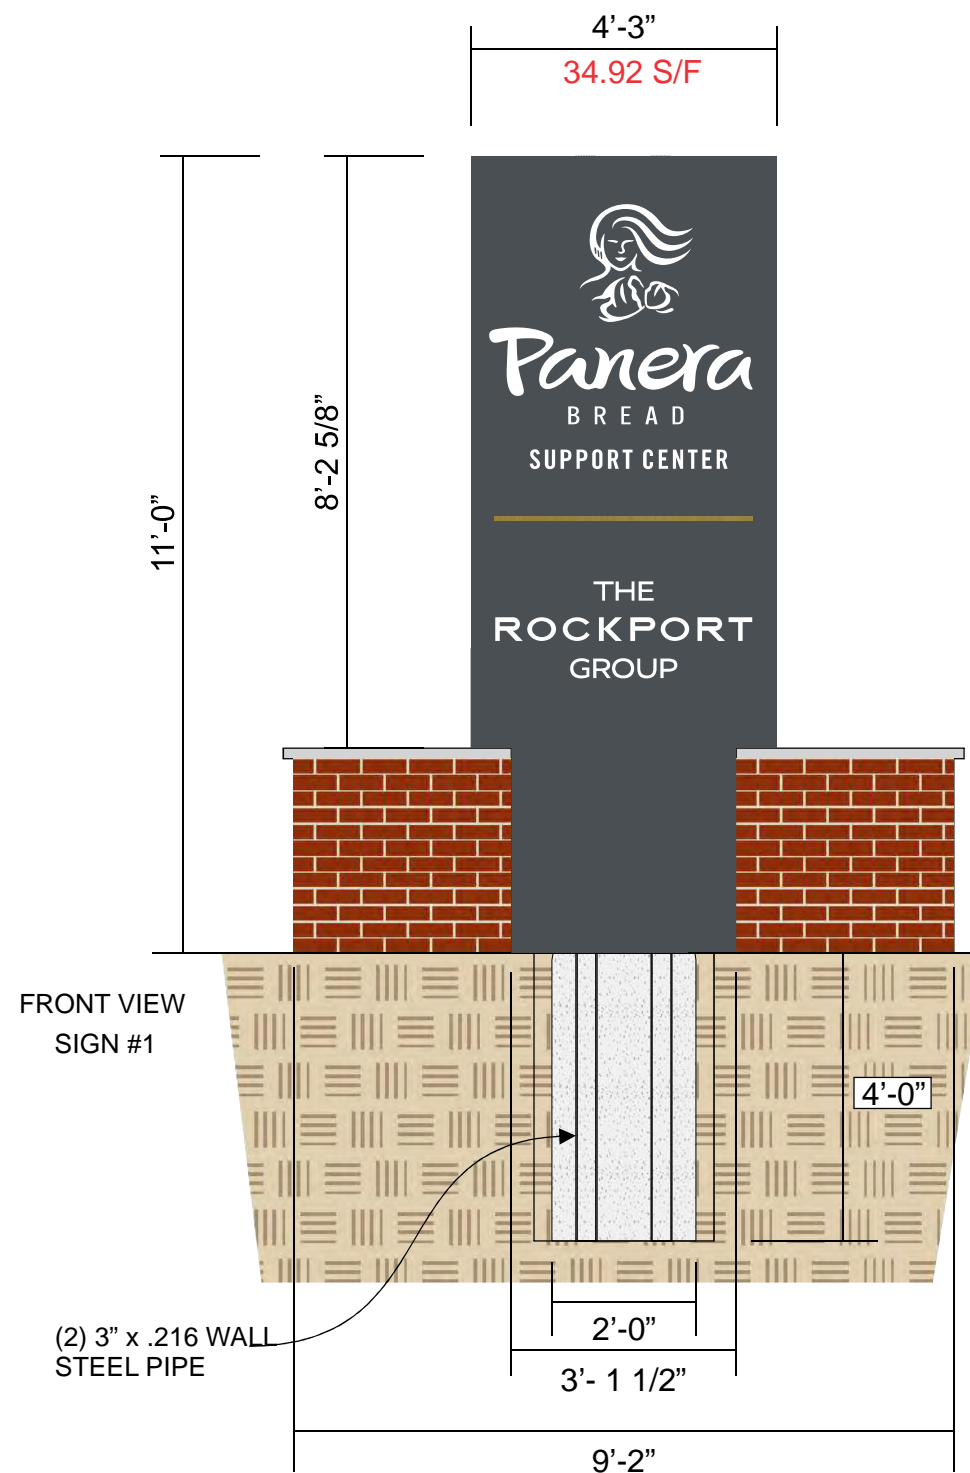 4’-3”
34.92 S/F
11’-0”
8’-2 5/8”
Panera
BREAD
SUPPORT CENTER
THE
ROCKPORT
GROUP
FRONT VIEW
SIGN #1
4’-0”
(2) 3” x .216 WALL
STEEL PIPE
2’-0”
3’- 1 1/2”
9’-2”